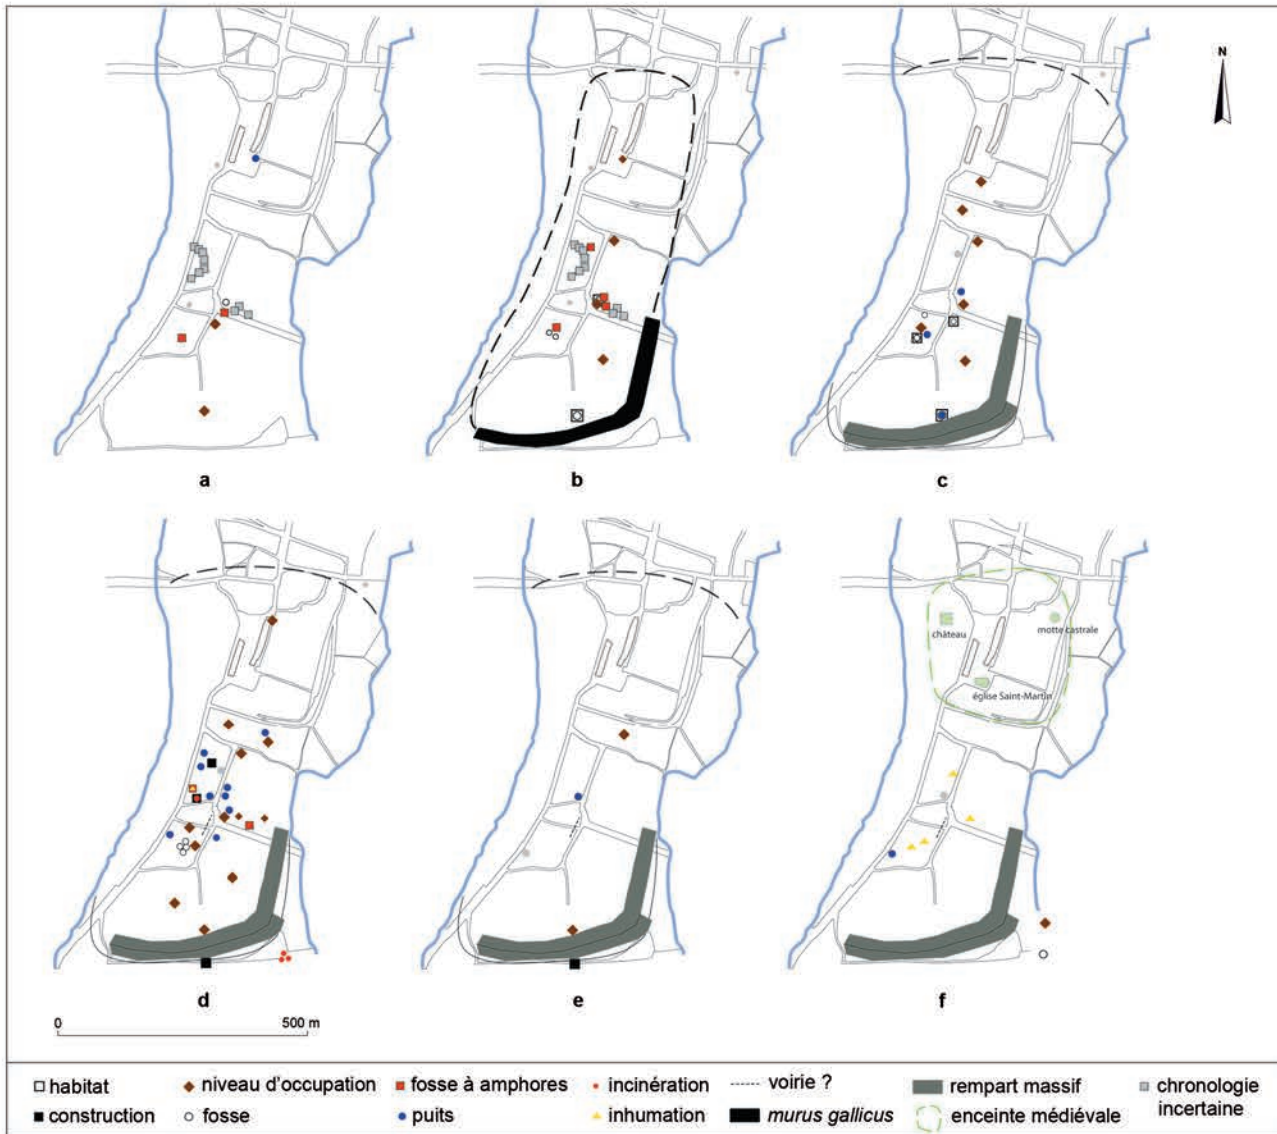 N
a
b
c
château
motte castrale
église Saint-Martin
d
e
f
0 500 m
habitat
niveau d'occupation
fosse à amphores
incinération
voirie ?
rempart massif
chronologie
incertaine
construction
fosse
puits
inhumation
murus gallicus
enceinte médiévale